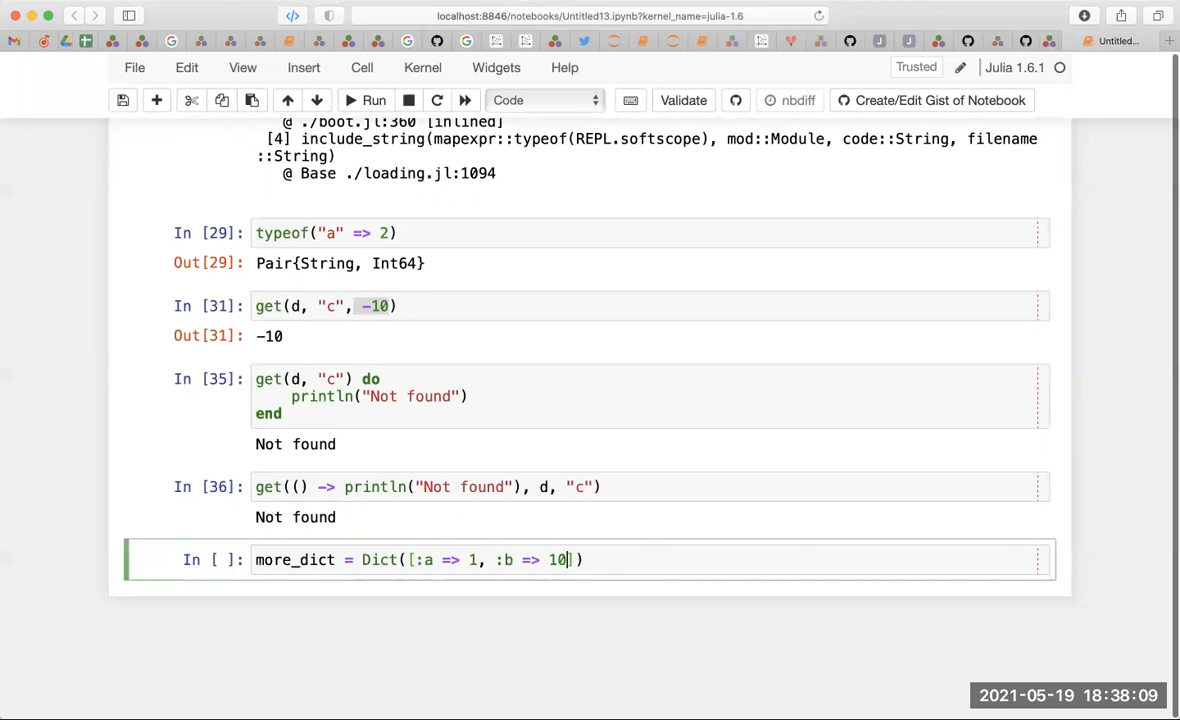 localhost:8846/notebooks/Untitled13.ipynb?kernel_name=julia-1.6
Untitled...
File Edit View Insert Cell Kernel Widgets Help Trusted Julia 1.6.1
Run Code Validate nbdiff Create/Edit Gist of Notebook
@ ./boot.jl:360 [inlined]
[4] include_string(mapexpr::typeof(REPL.softscope), mod::Module, code::String, filename
::String)
@ Base ./loading.jl:1094
In [29]: typeof("a" => 2)
Out[29]: Pair{String, Int64}
In [31]: get(d, "c", -10)
Out[31]: -10
In [35]: get(d, "c") do
println("Not found")
end
Not found
In [36]: get(() -> println("Not found"), d, "c")
Not found
In [ ]: more_dict = Dict([:a => 1, :b => 10])
2021-05-19 18:38:09